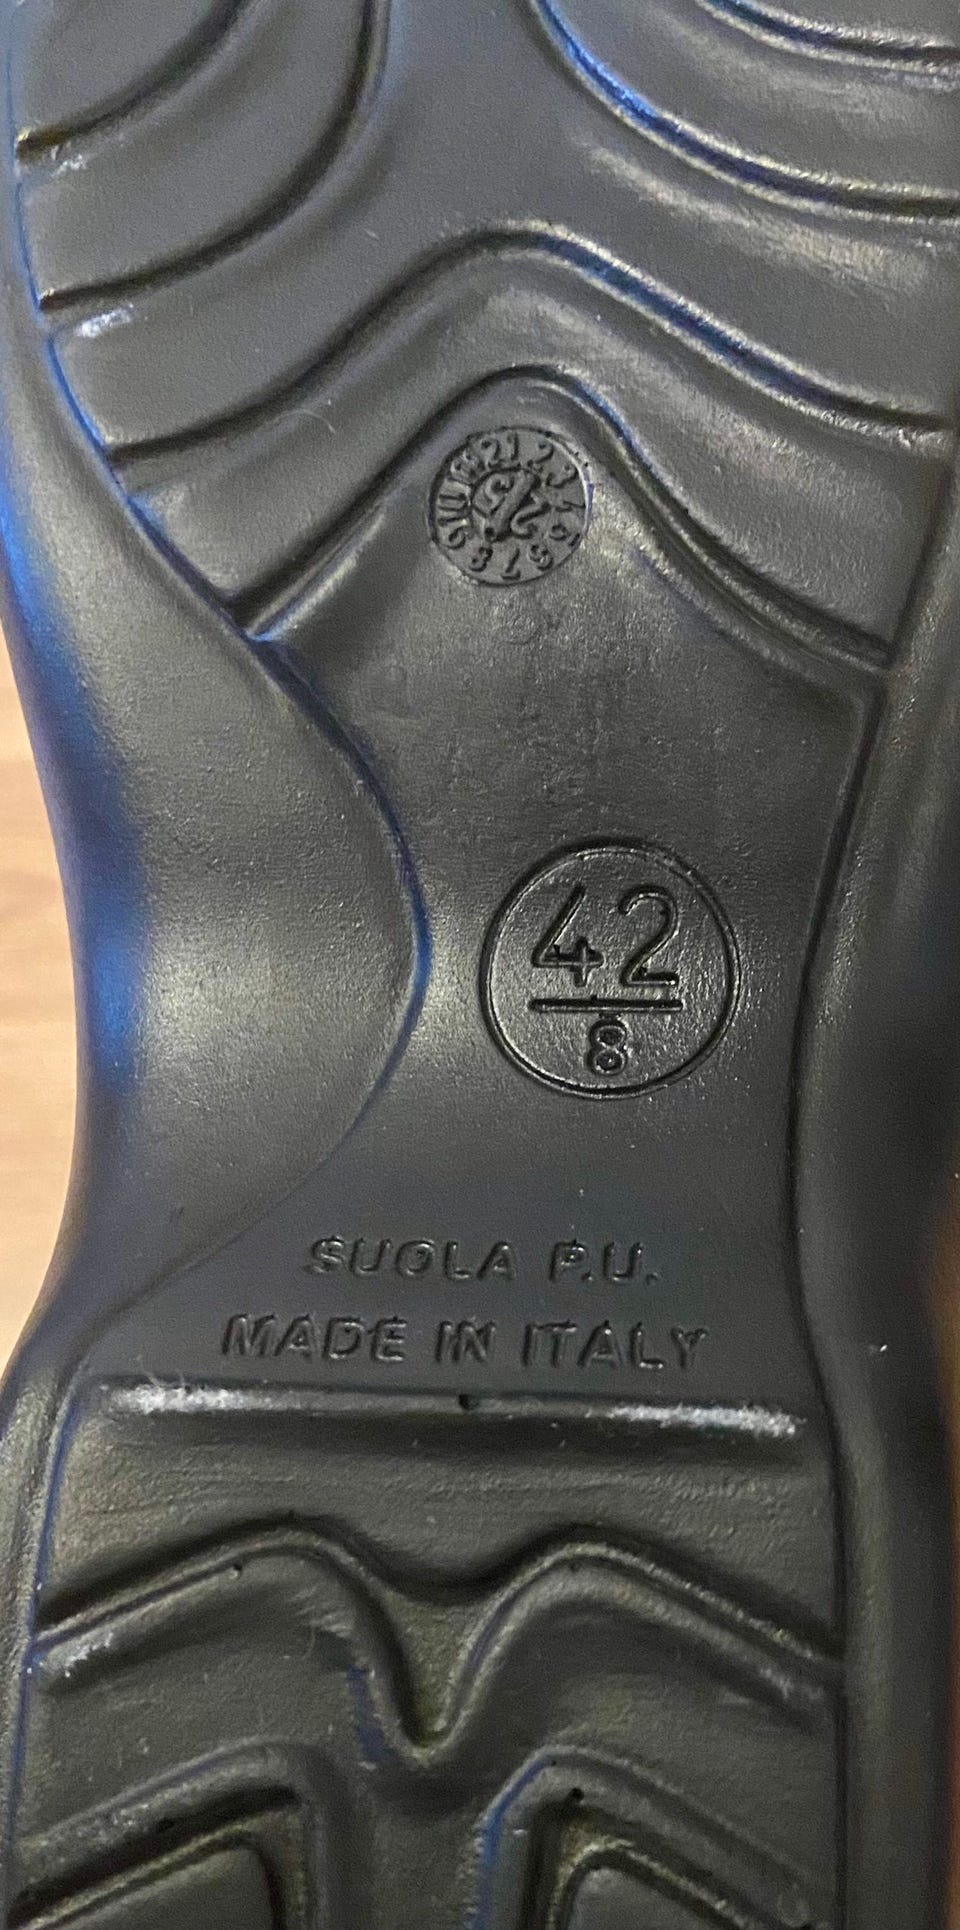 42
8
SUOLA P.U.
MADE IN ITALY